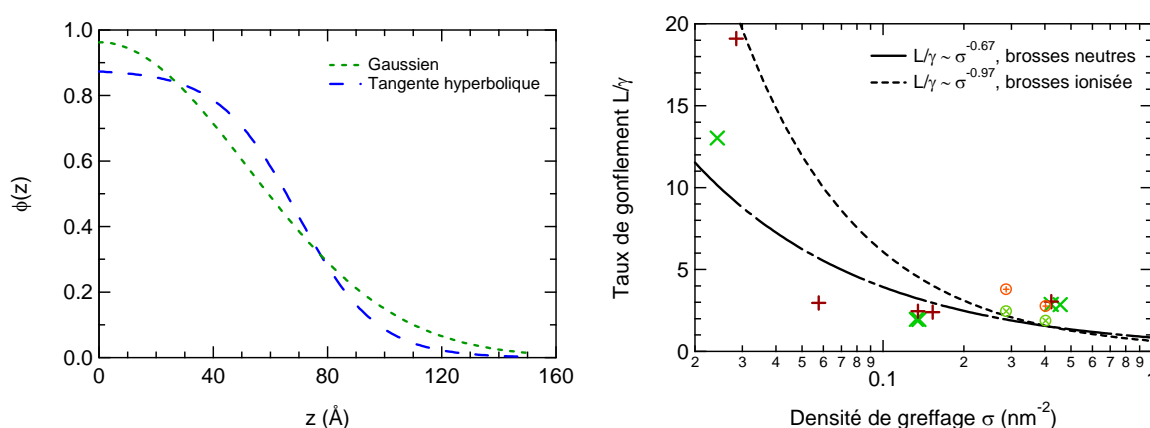 1.0
0.8
0.6
0.4
0.2
0.0
ϕ(z)
0
40
80
120
160
z (Å)
Gaussien
Tangente hyperbolique
20
15
10
5
0
Taux de gonflement L/γ
2 3 4 5 6 7 8 9 0.1 2 3 4 5 6 7 8 9 1
Densité de greffage σ (nm⁻²)
L/γ ~ σ⁻⁰·⁶⁷, brosses neutres
L/γ ~ σ⁻⁰·⁹⁷, brosses ionisée